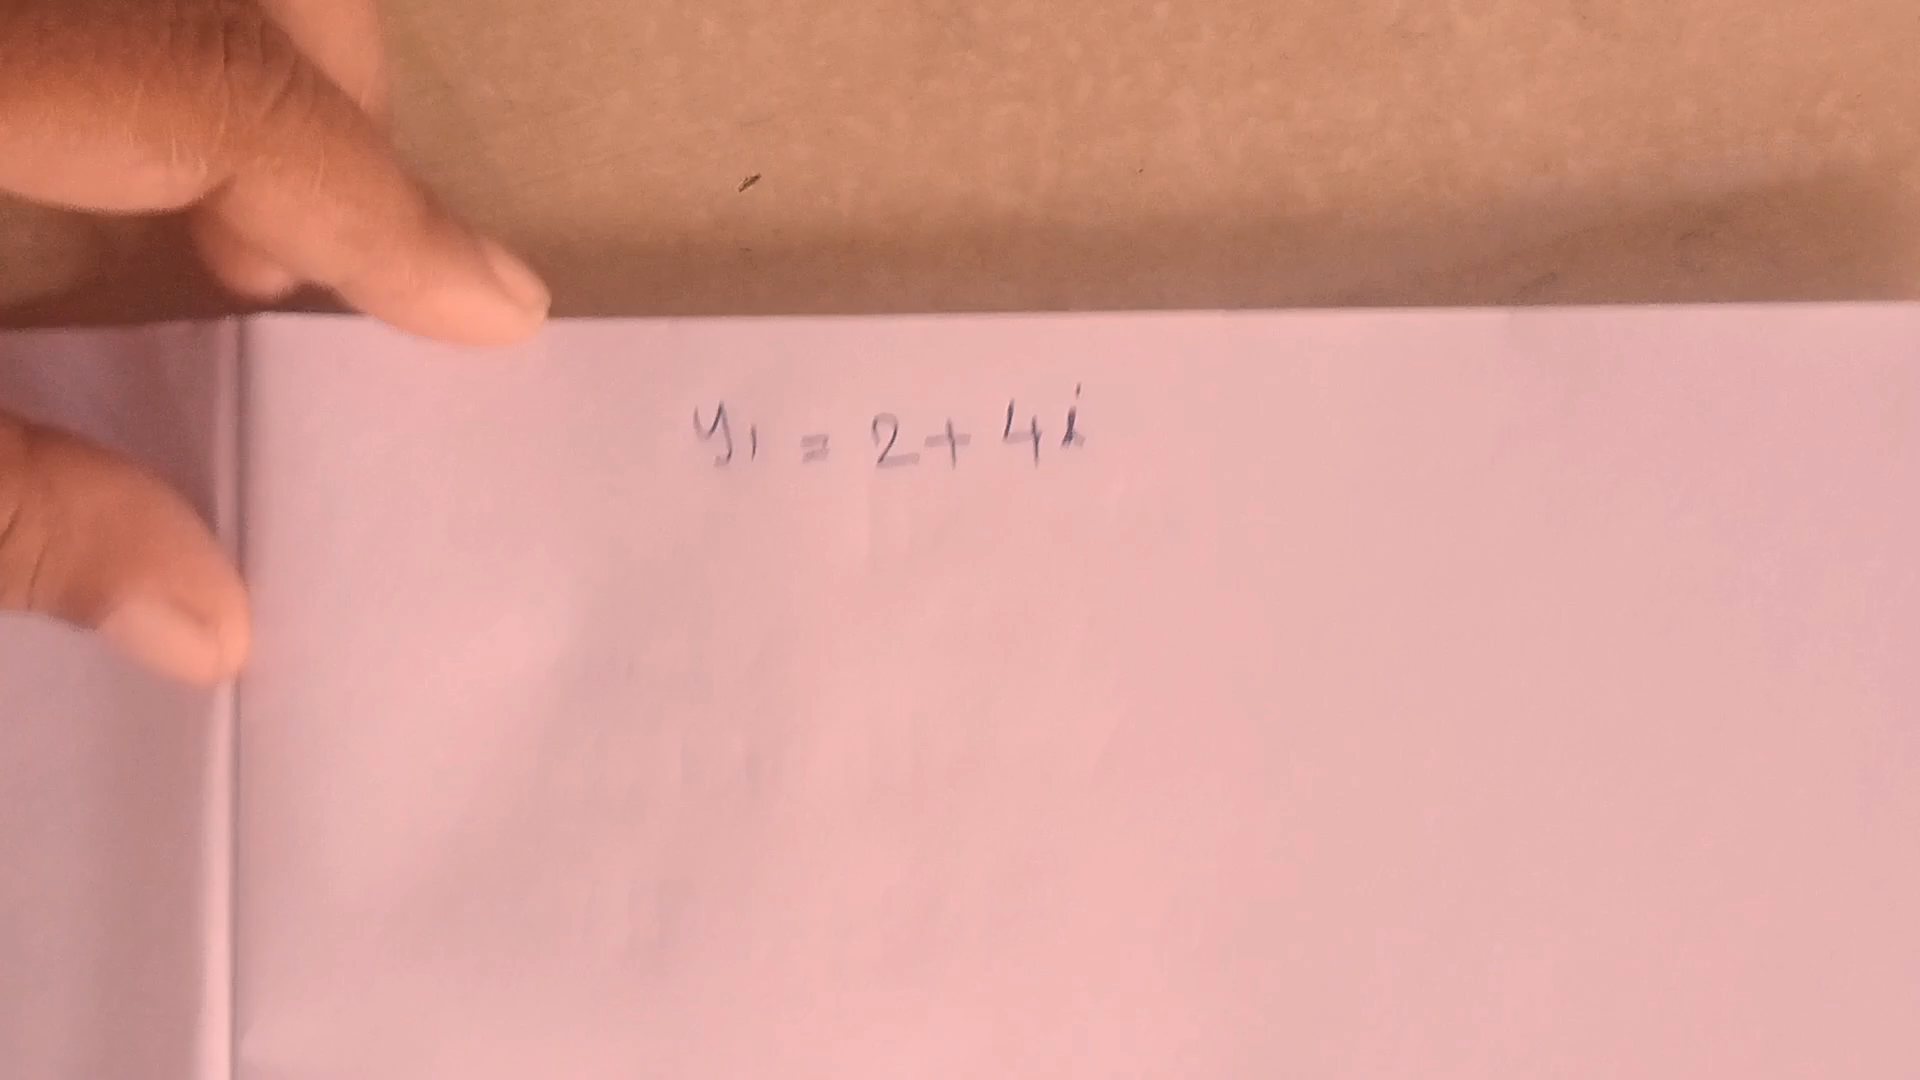 y₁ = 2 + 4i